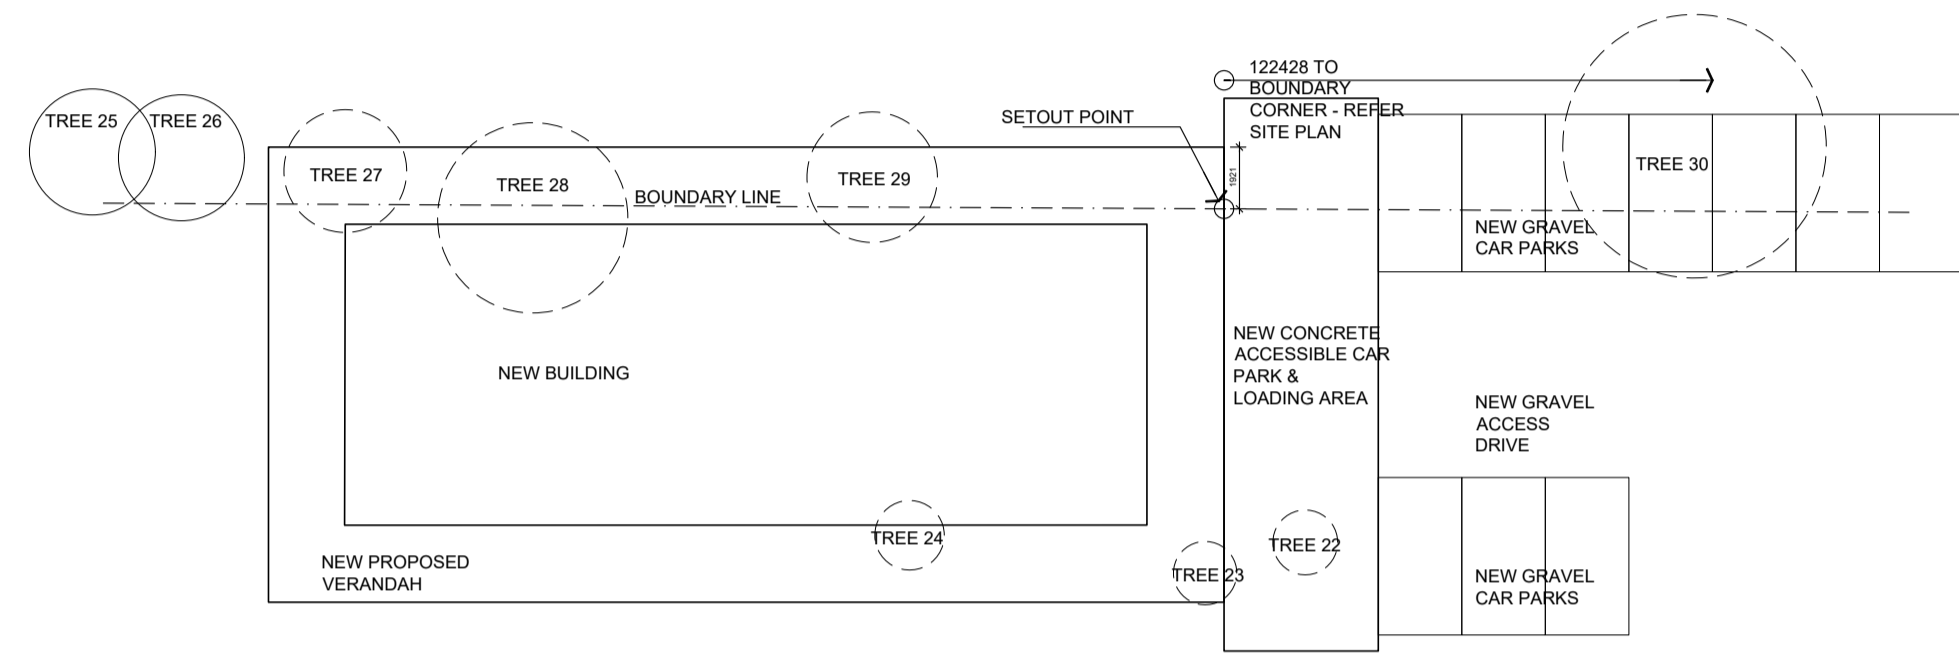 122428 TO
BOUNDARY
CORNER - REFER
SITE PLAN
SETOUT POINT
TREE 25
TREE 26
TREE 27
TREE 28
TREE 29
TREE 30
1921
BOUNDARY LINE
NEW GRAVEL
CAR PARKS
NEW CONCRETE
ACCESSIBLE CAR
PARK &
LOADING AREA
NEW BUILDING
NEW GRAVEL
ACCESS
DRIVE
TREE 24
TREE 22
TREE 23
NEW PROPOSED
VERANDAH
NEW GRAVEL
CAR PARKS